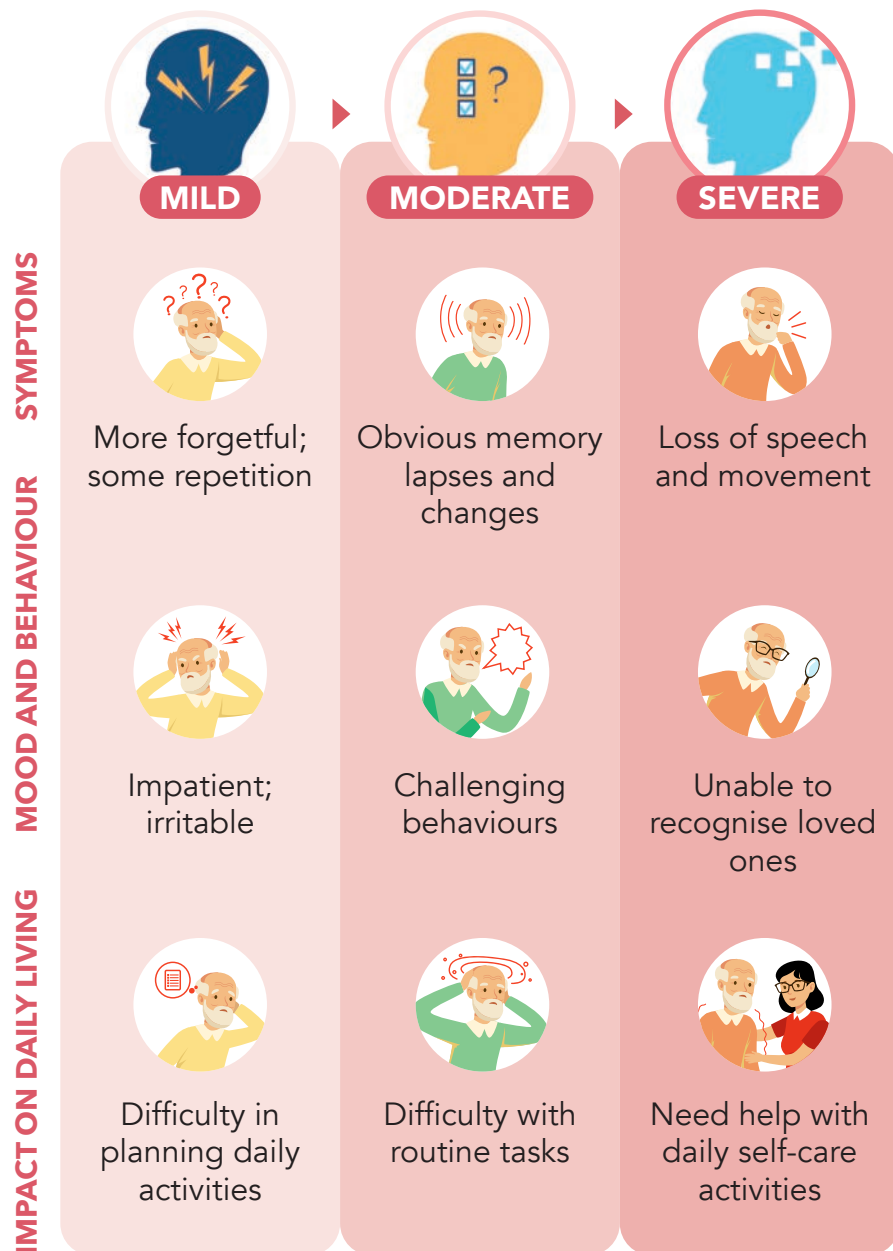 MILD
MODERATE
SEVERE
SYMPTOMS
More forgetful;
some repetition
Obvious memory
lapses and
changes
Loss of speech
and movement
MOOD AND BEHAVIOUR
Impatient;
irritable
Challenging
behaviours
Unable to
recognise loved
ones
IMPACT ON DAILY LIVING
Difficulty in
planning daily
activities
Difficulty with
routine tasks
Need help with
daily self-care
activities